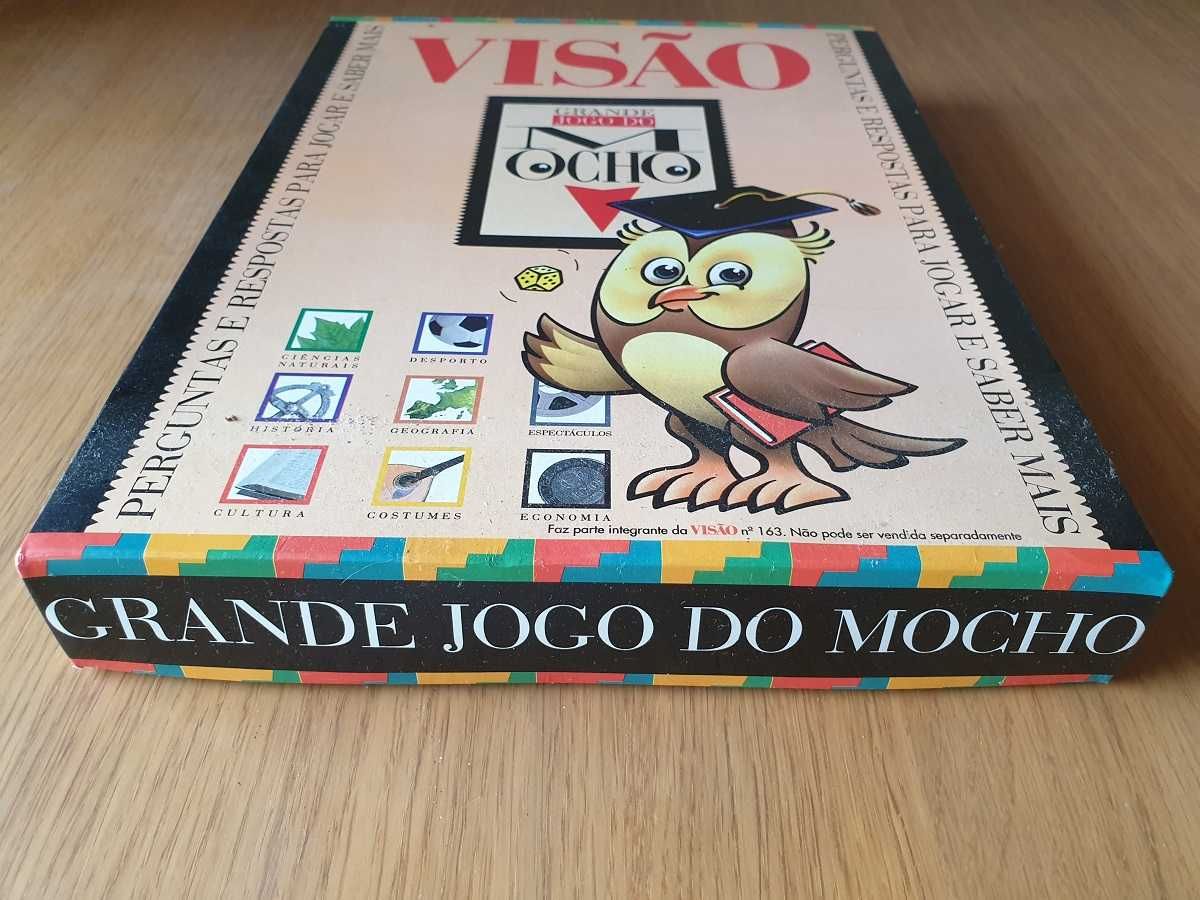 VISÃO
GRANDE
JOGO DO
MOCHO
PERGUNTAS E RESPOSTAS PARA JOGAR E SABER MAIS
PERGUNTAS E RESPOSTAS PARA JOGAR E SABER MAIS
CIÊNCIAS
NATURAIS
DESPORTO
HISTÓRIA
GEOGRAFIA
ESPECTÁCULOS
CULTURA
COSTUMES
ECONOMIA
Faz parte integrante da VISÃO nº 163. Não pode ser vendida separadamente
GRANDE JOGO DO MOCHO